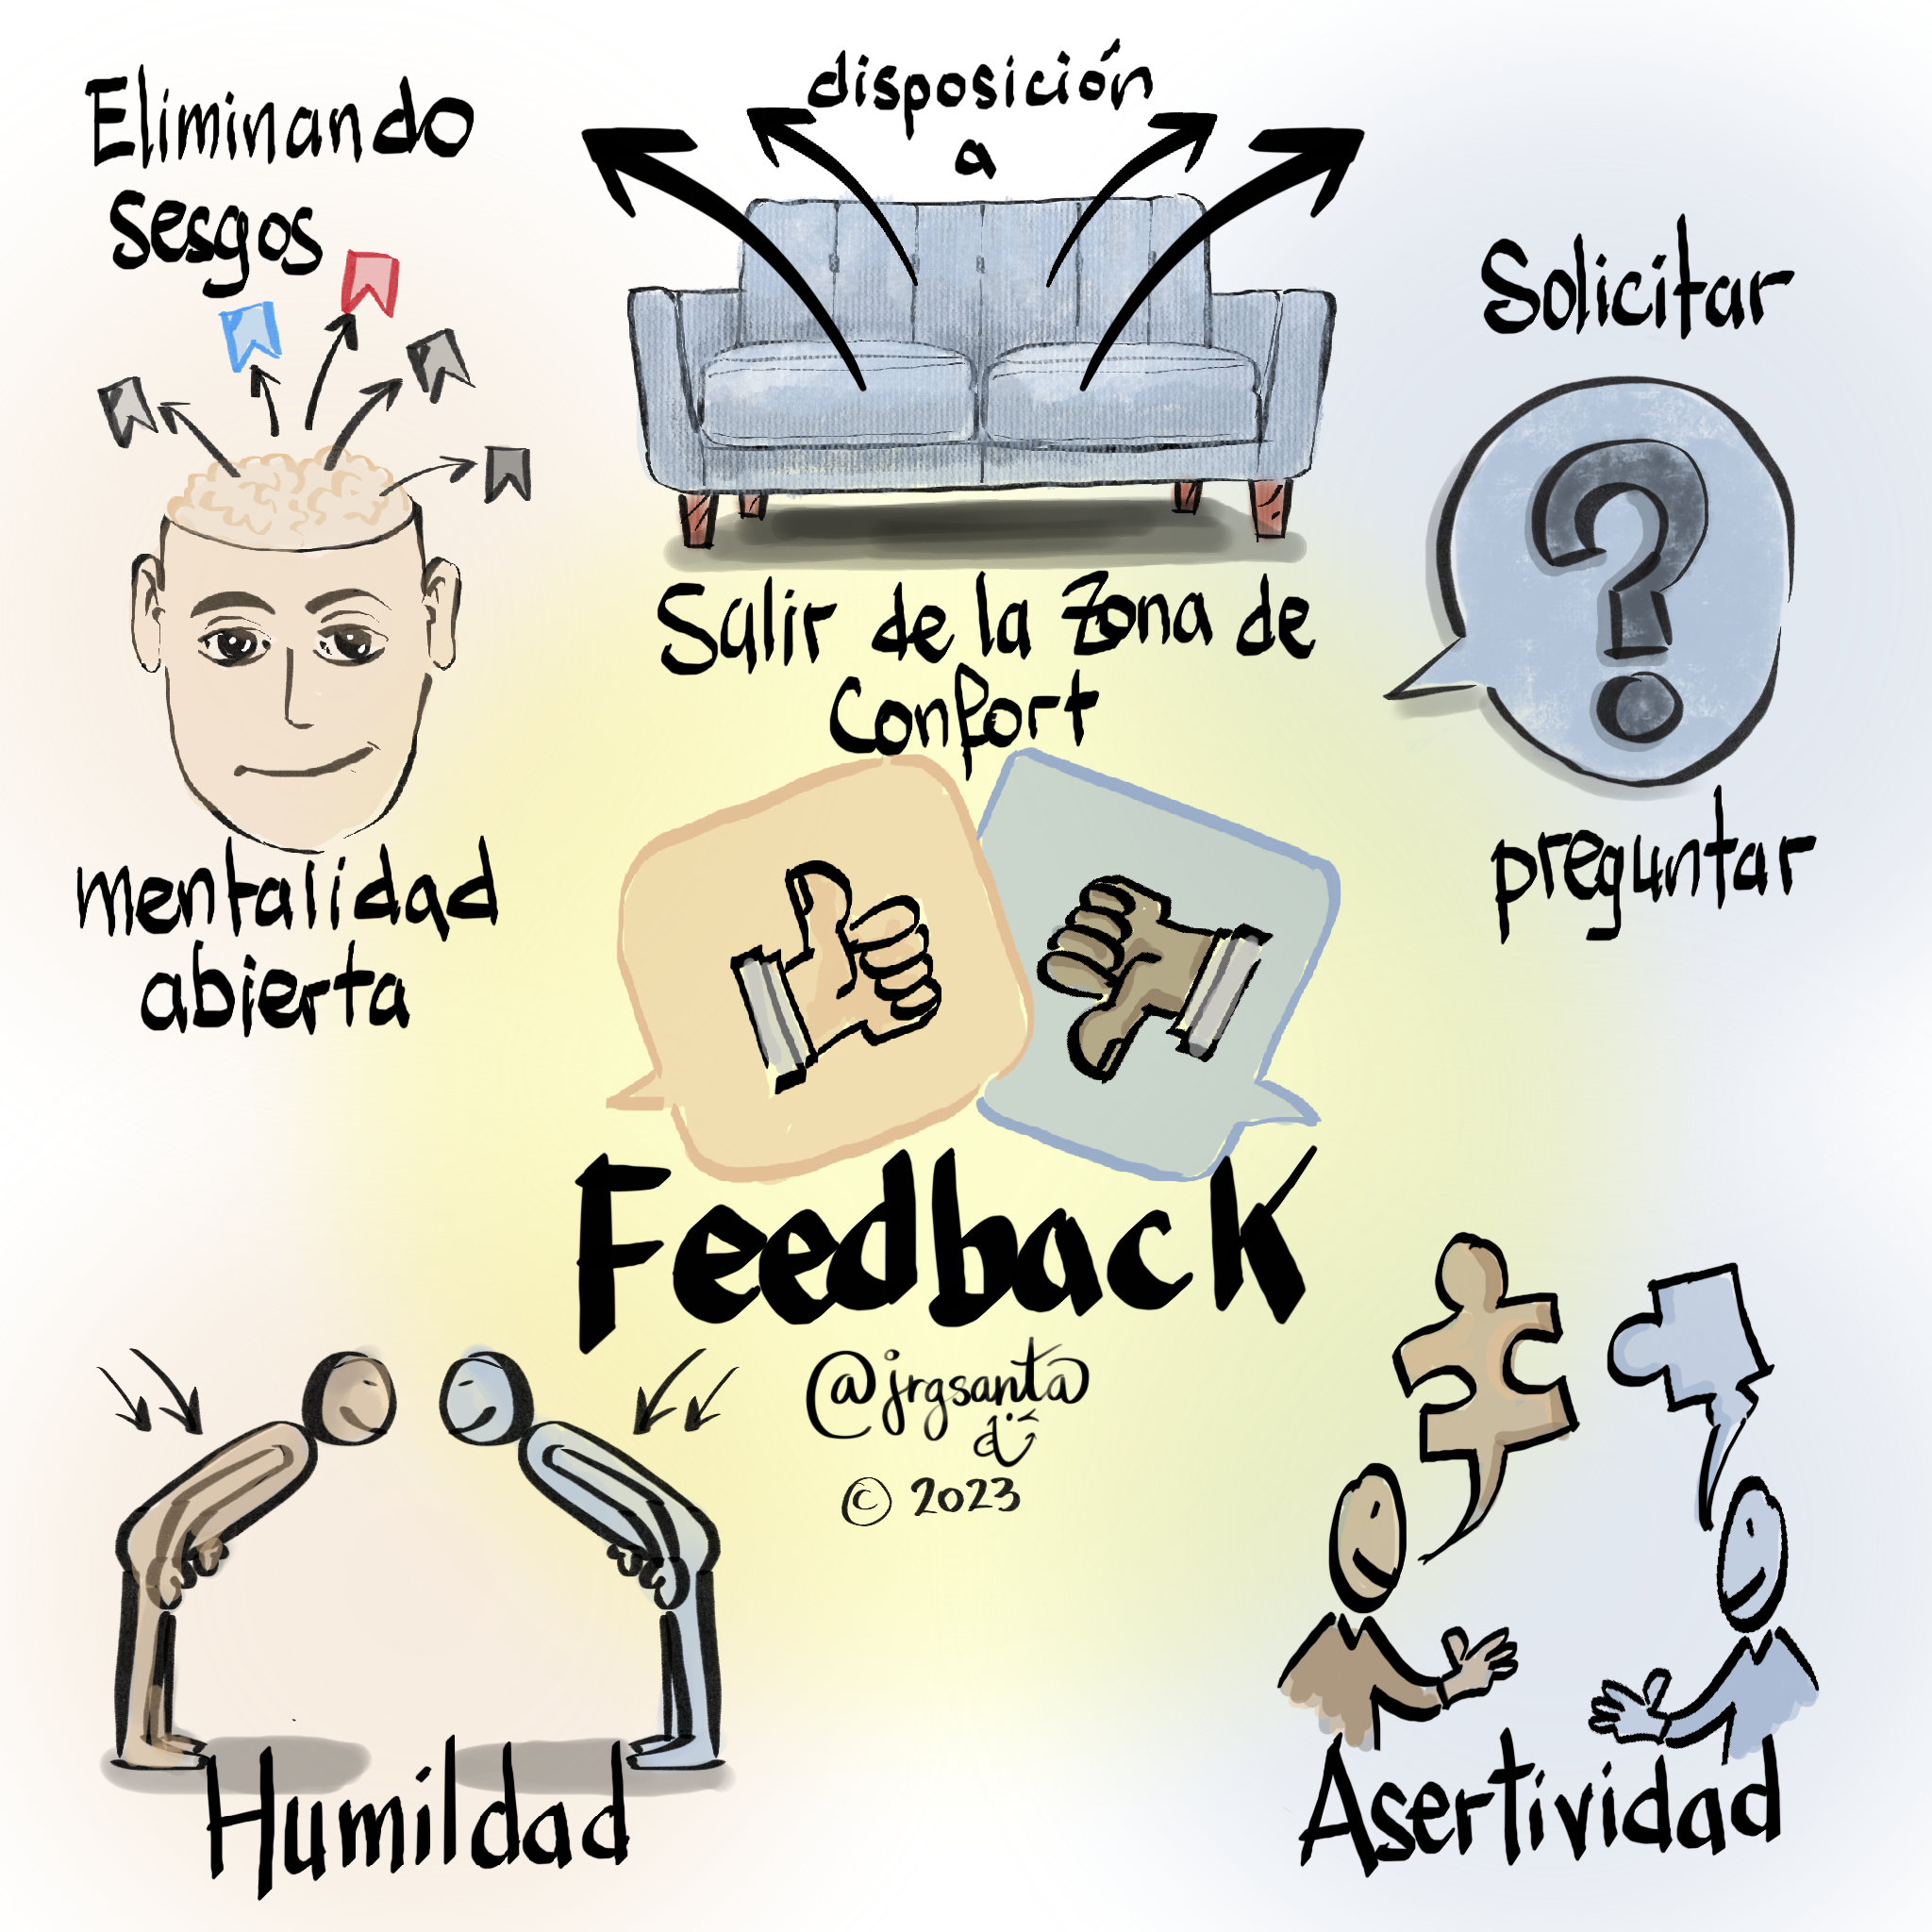 Eliminando
sesgos
mentalidad
abierta
disposición
a
Salir de la Zona de
Confort
Solicitar
?
preguntar
Feedback
@jrgsanta
© 2023
Humildad
Asertividad